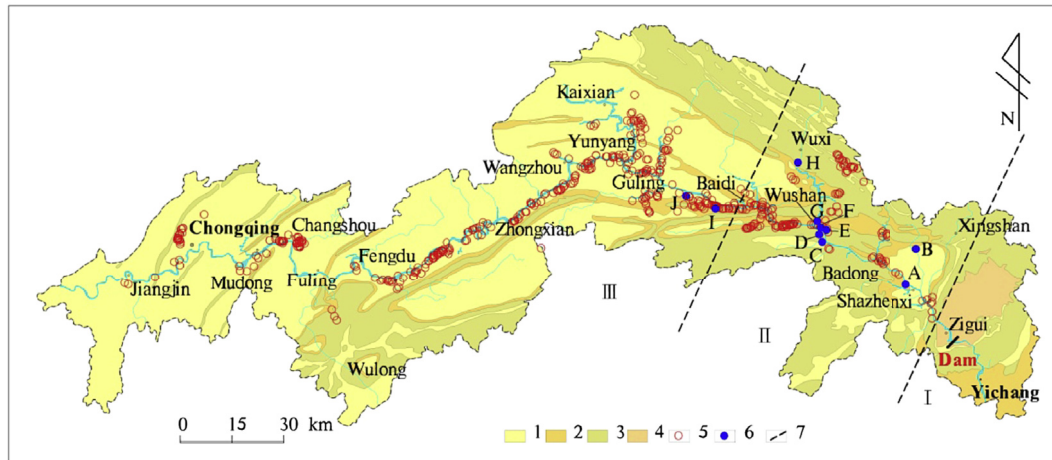 Kaixian
N
Wuxi
H
Yunyang
Wangzhou
Baidi
Guling
J
Wushan
I
G
F
E
D
C
Zhongxian
Xingshan
B
Chongqing
Changshou
Fengdu
Badong
A
Jiangjin
Mudong
Fuling
III
Shazhenxi
Zigui
II
Dam
Wulong
I
Yichang
0 15 30 km
1 2 3 4 5 6 7